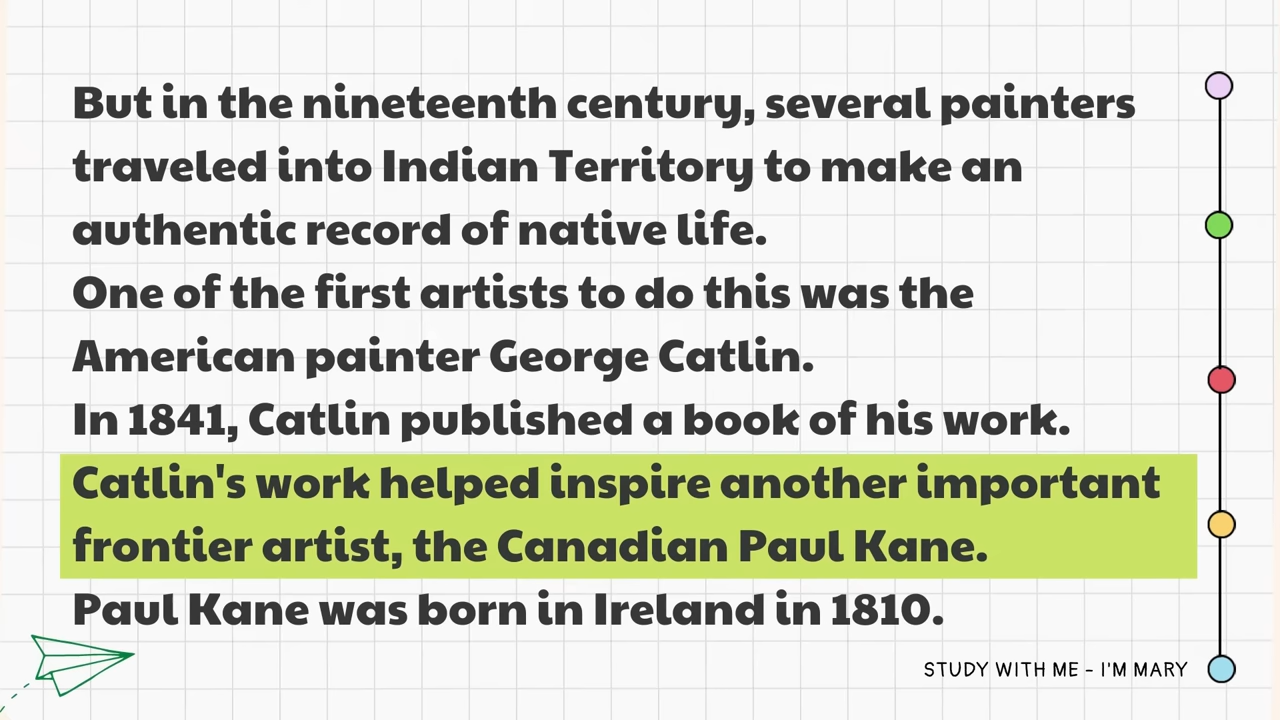 But in the nineteenth century, several painters
traveled into Indian Territory to make an
authentic record of native life.
One of the first artists to do this was the
American painter George Catlin.
In 1841, Catlin published a book of his work.
Catlin's work helped inspire another important
frontier artist, the Canadian Paul Kane.
Paul Kane was born in Ireland in 1810.
STUDY WITH ME – I'M MARY